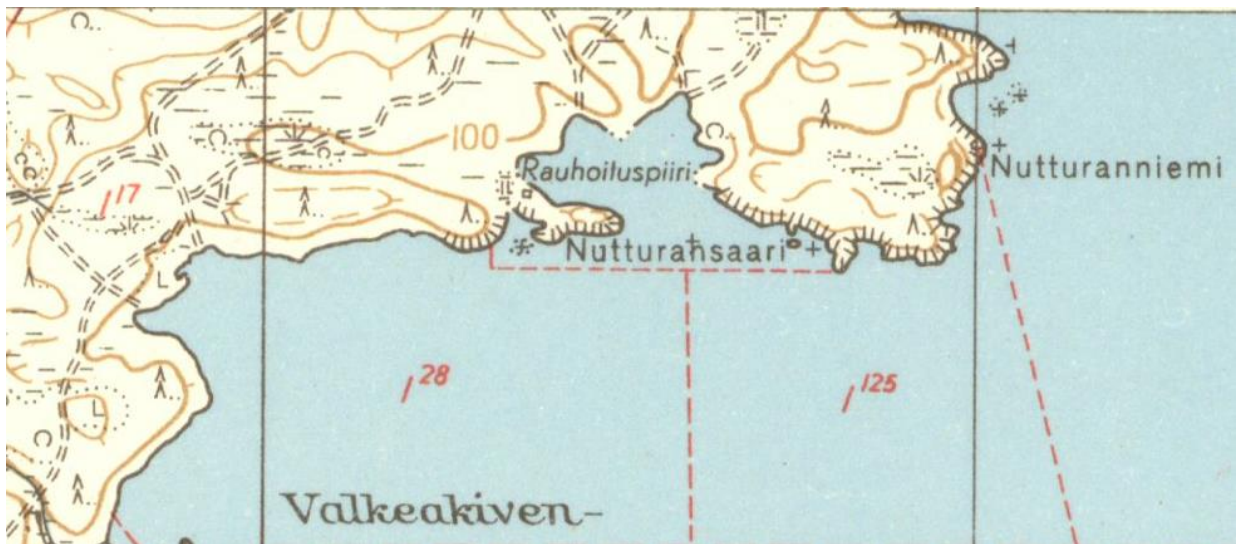 100
Rauhoituspiiri
Nutturanniemi
17
Nutturansaari
28
125
Valkeakiven-